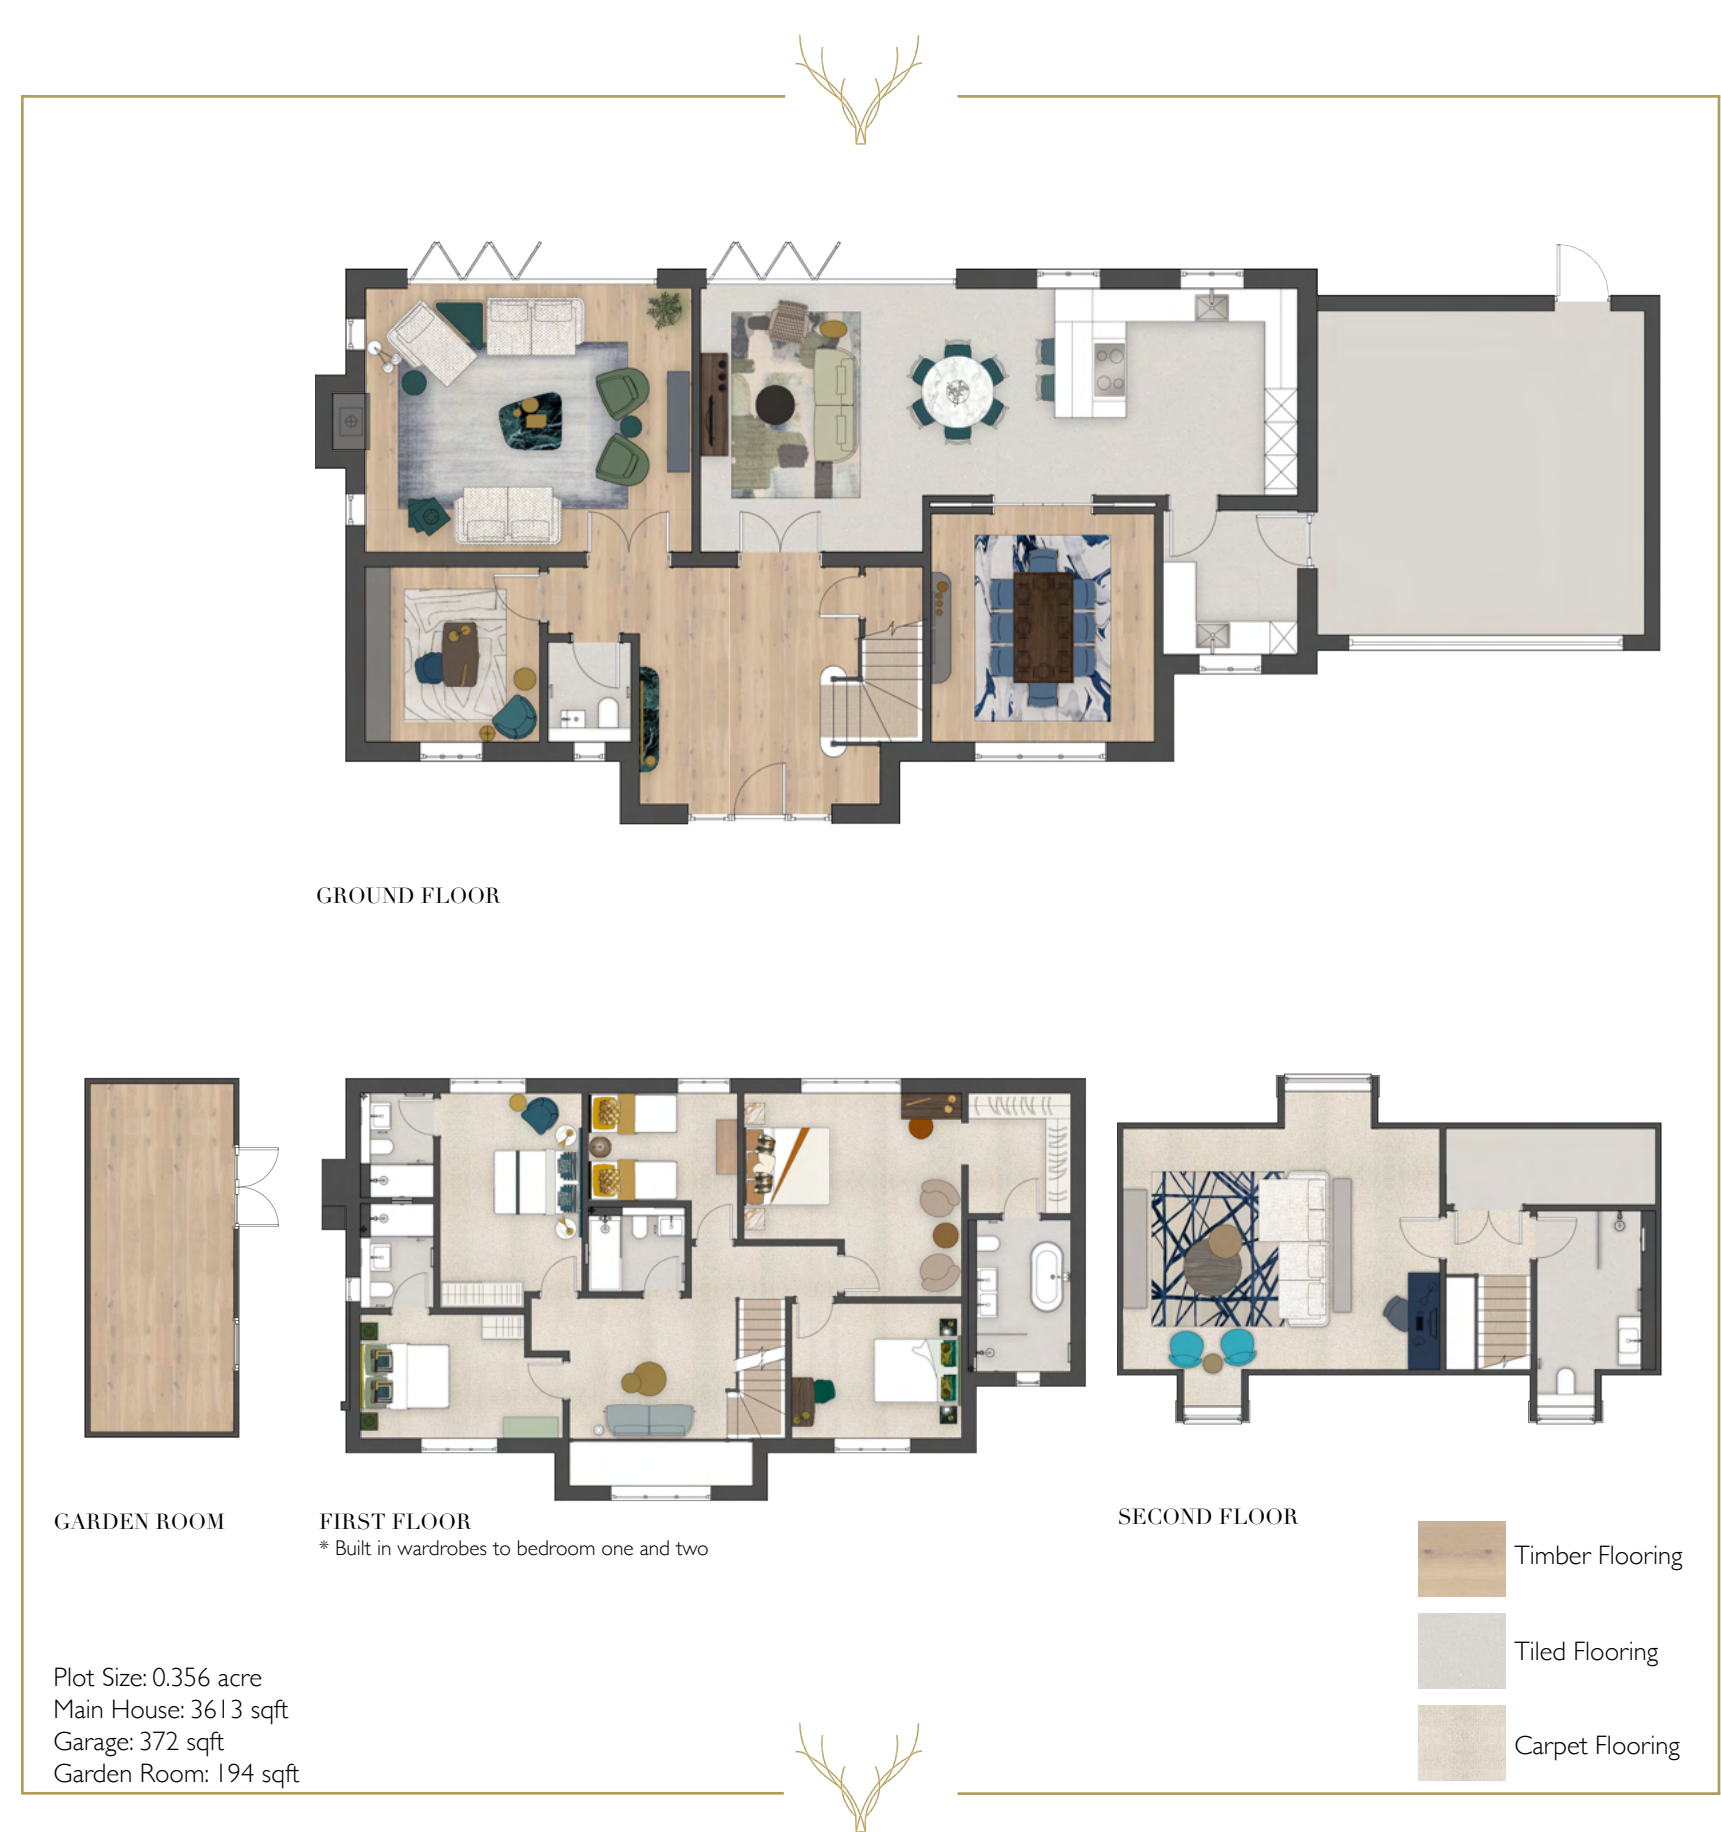 GROUND FLOOR
GARDEN ROOM
FIRST FLOOR
* Built in wardrobes to bedroom one and two
SECOND FLOOR
Timber Flooring
Tiled Flooring
Carpet Flooring
Plot Size: 0.356 acre
Main House: 3613 sqft
Garage: 372 sqft
Garden Room: 194 sqft